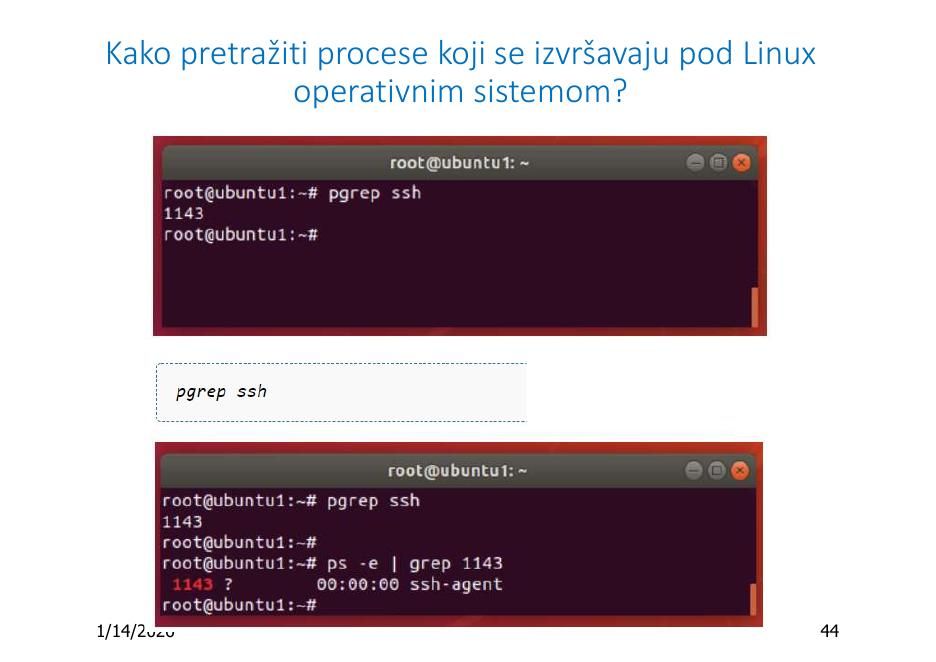 Kako pretražiti procese koji se izvršavaju pod Linux
operativnim sistemom?
root@ubuntu1: ~
root@ubuntu1:~# pgrep ssh
1143
root@ubuntu1:~#
pgrep ssh
root@ubuntu1: ~
root@ubuntu1:~# pgrep ssh
1143
root@ubuntu1:~#
root@ubuntu1:~# ps -e | grep 1143
1143 ? 00:00:00 ssh-agent
root@ubuntu1:~#
44